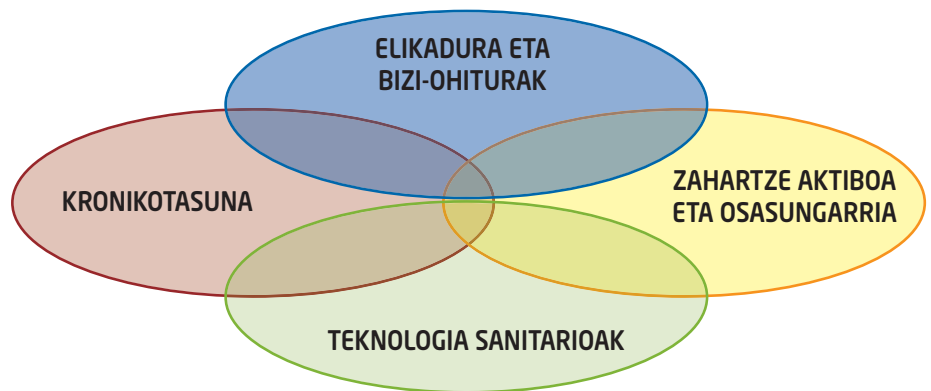 ELIKADURA ETA
BIZI-OHITURAK
KRONIKOTASUNA
ZAHARTZE AKTIBOA
ETA OSASUNGARRIA
TEKNOLOGIA SANITARIOAK